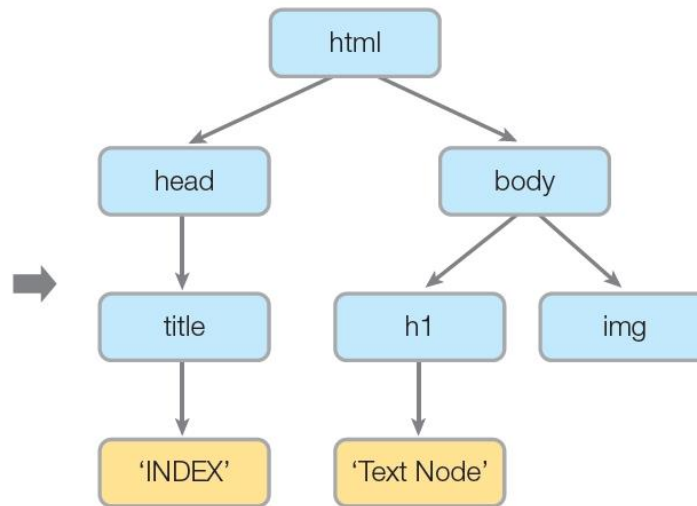 html
head
body
title
h1
img
‘INDEX’
‘Text Node’